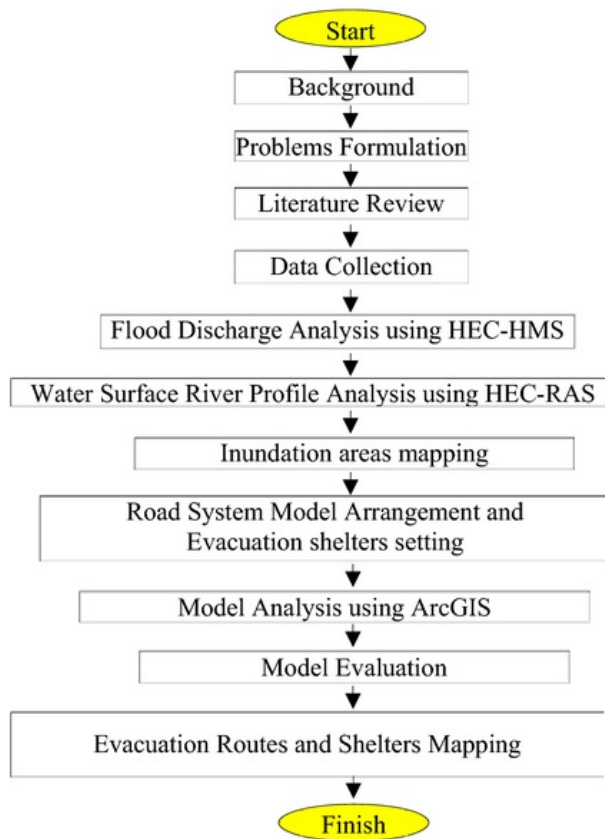 Start
Background
Problems Formulation
Literature Review
Data Collection
Flood Discharge Analysis using HEC-HMS
Water Surface River Profile Analysis using HEC-RAS
Inundation areas mapping
Road System Model Arrangement and
Evacuation shelters setting
Model Analysis using ArcGIS
Model Evaluation
Evacuation Routes and Shelters Mapping
Finish